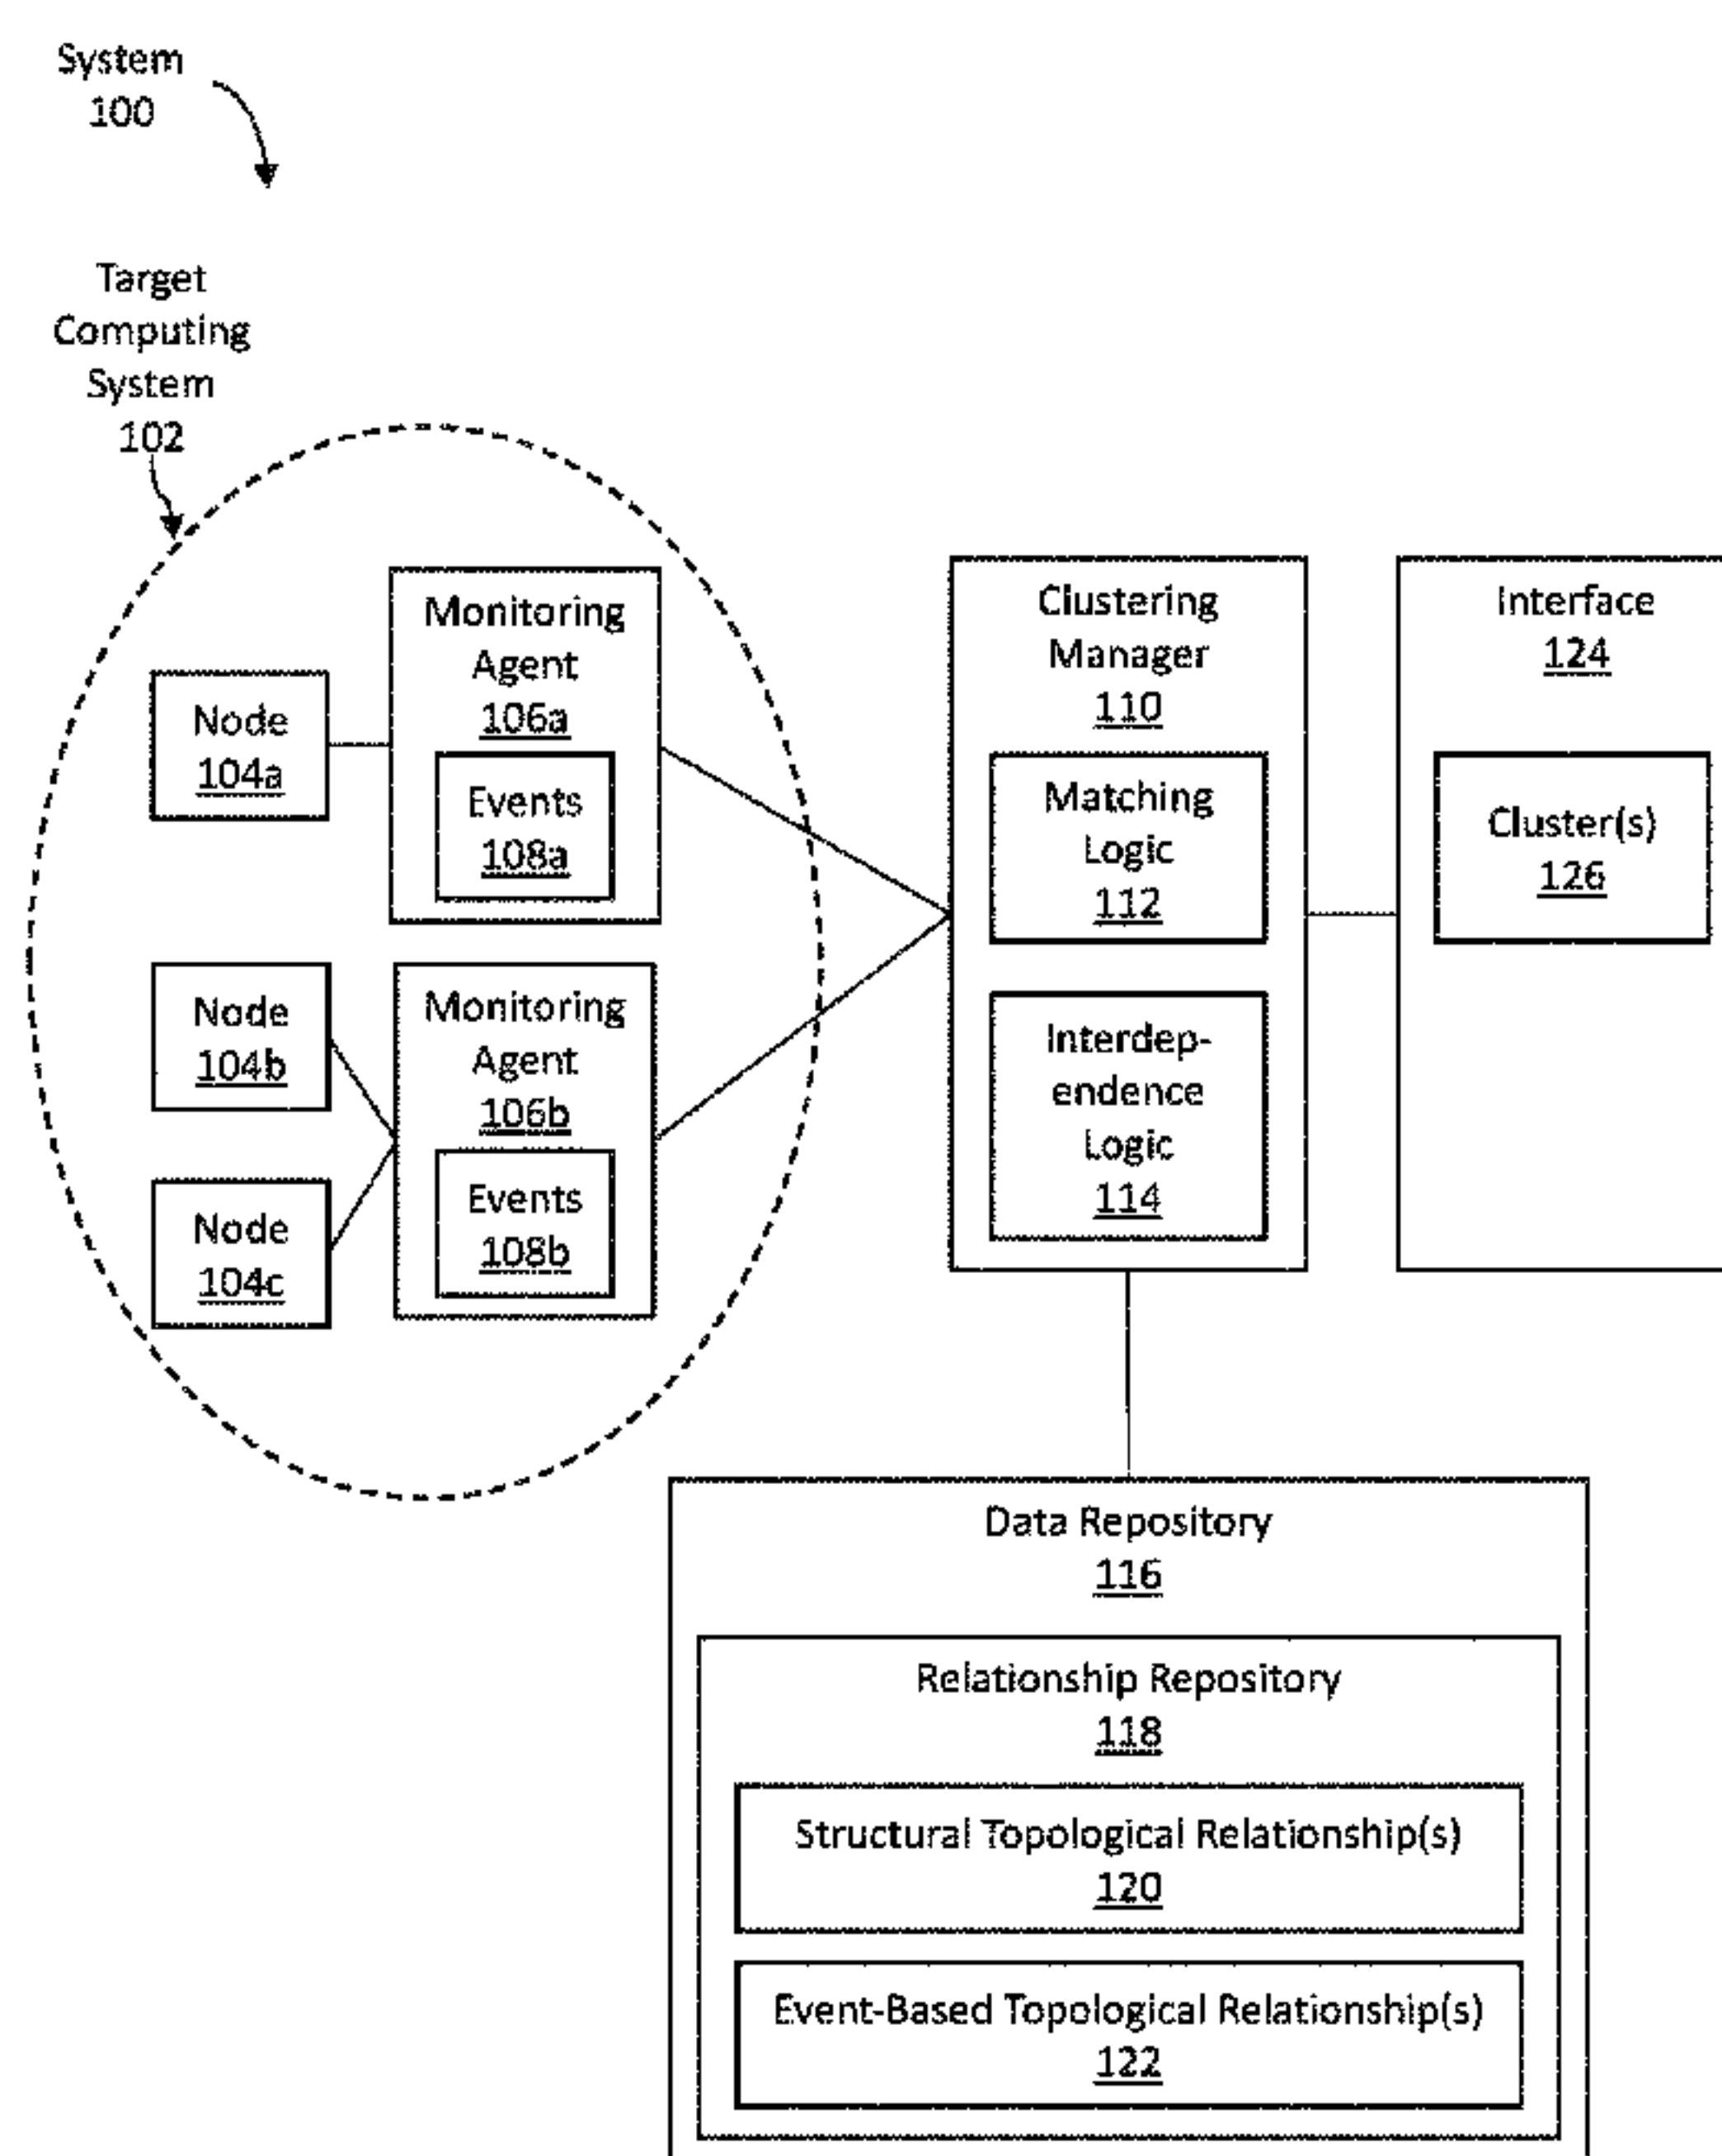 System
100
Target
Computing
System
102
Monitoring
Agent
106a
Events
108a
Node
104a
Node
104b
Node
104c
Monitoring
Agent
106b
Events
108b
Clustering
Manager
110
Matching
Logic
112
Interdep-
endence
Logic
114
Interface
124
Cluster(s)
126
Data Repository
116
Relationship Repository
118
Structural Topological Relationship(s)
120
Event-Based Topological Relationship(s)
122